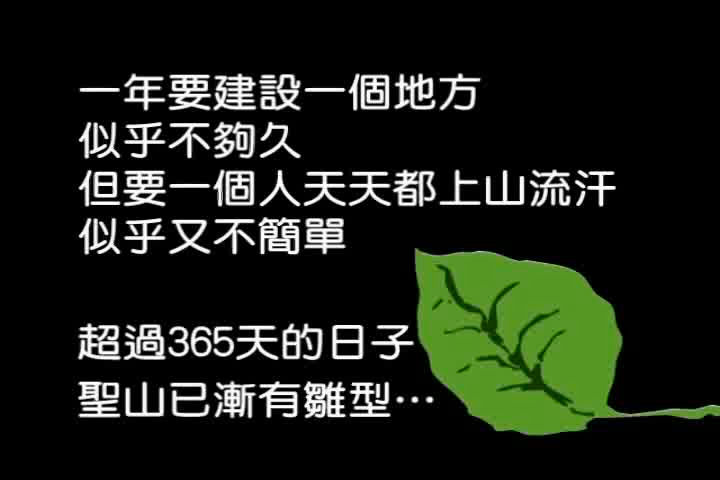 一年要建設一個地方
似乎不夠久
但要一個人天天都上山流汗
似乎又不簡單
超過365天的日子
聖山已漸有雛型⋯